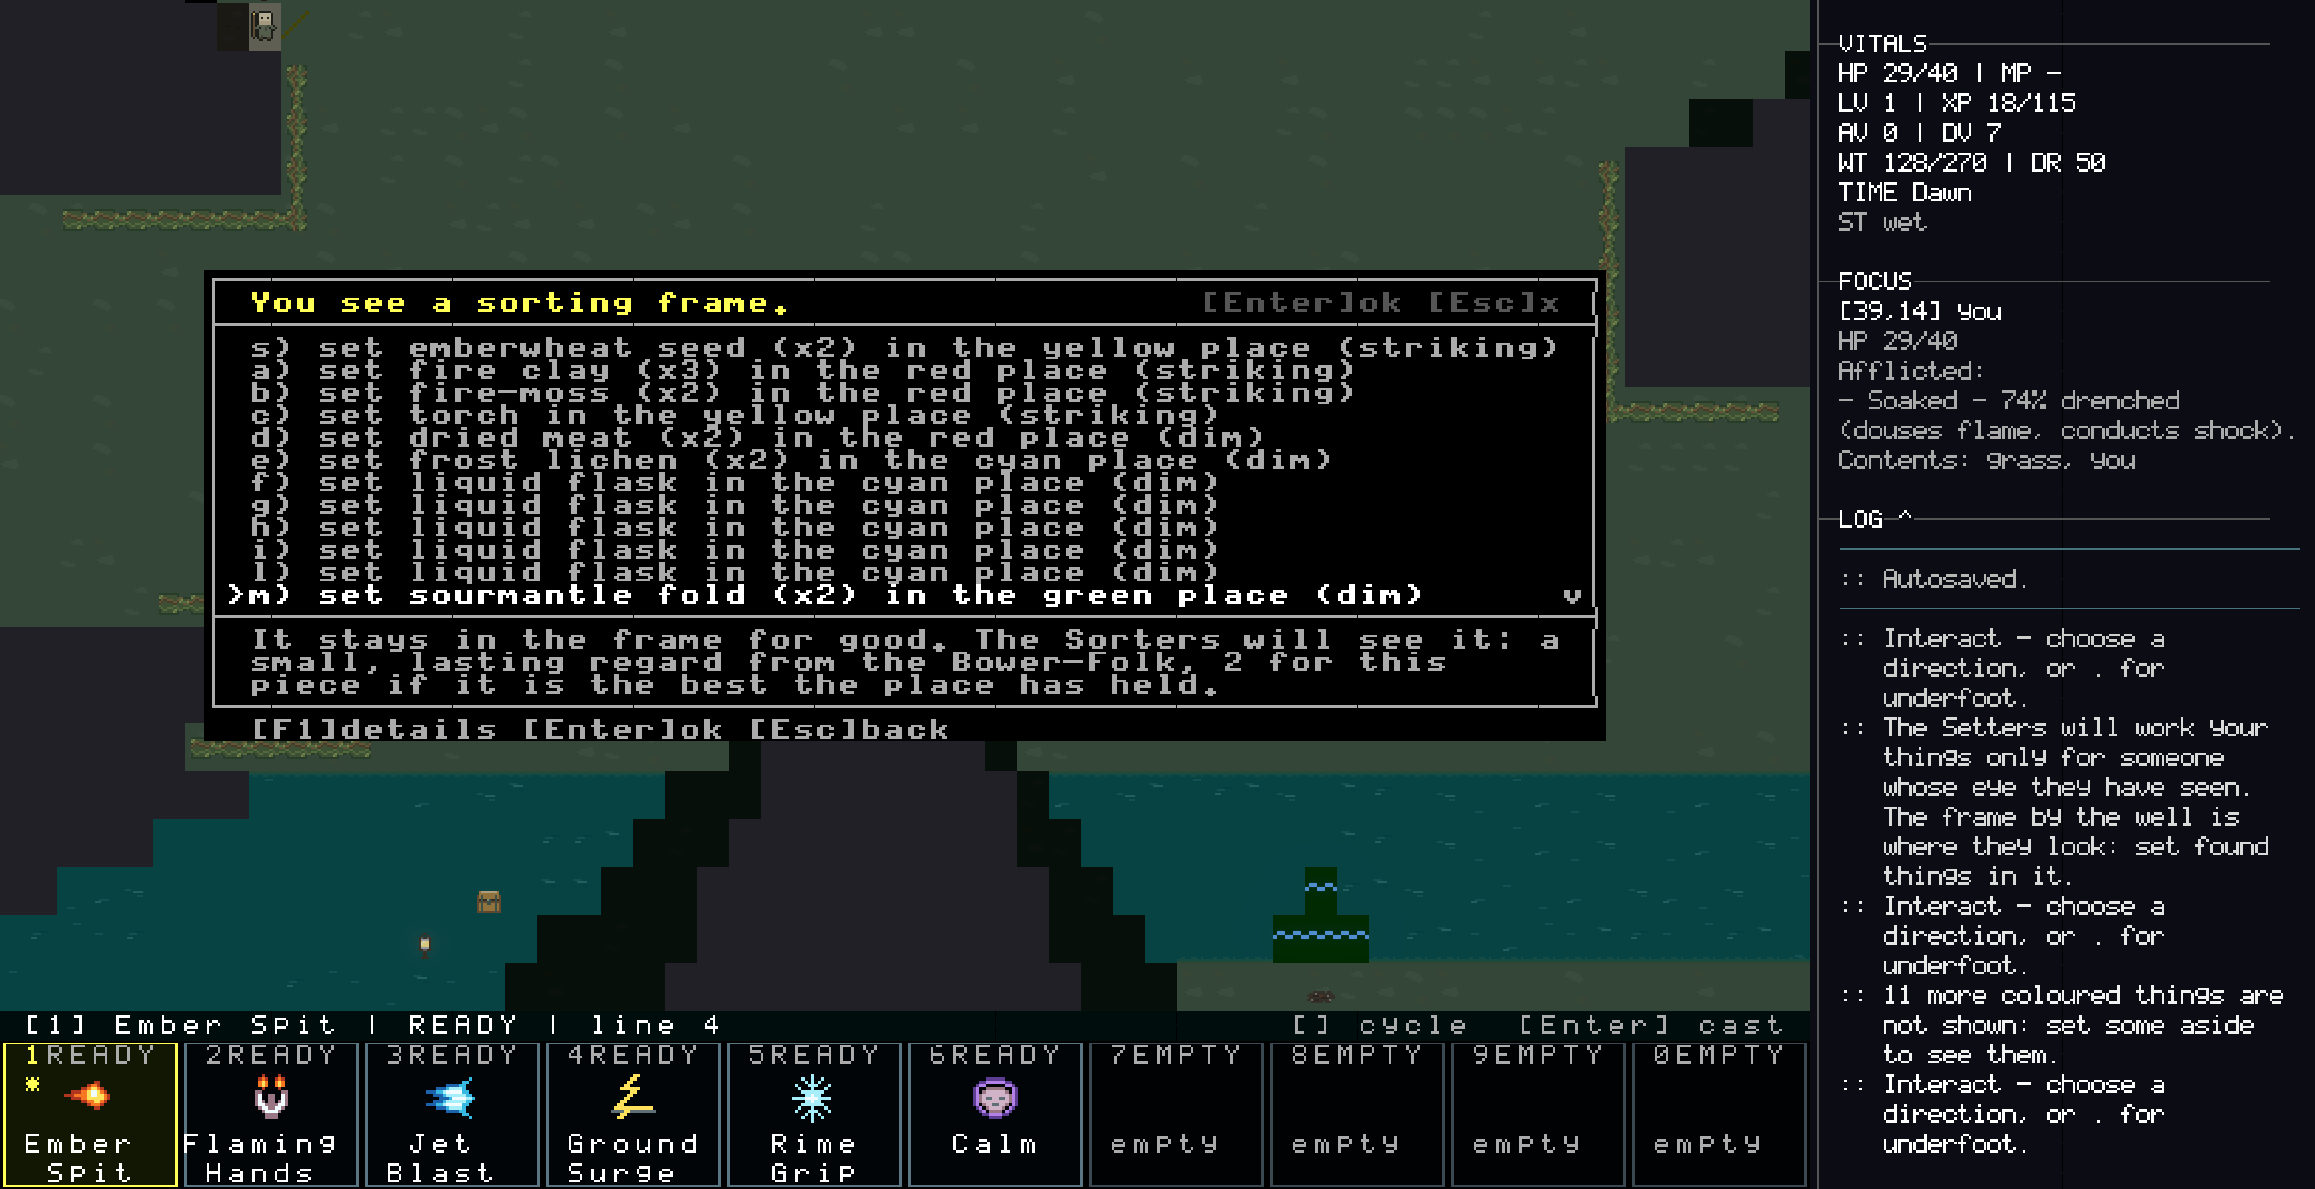 You see a sorting frame. [Enter]ok [Esc]x
s) set emberwheat seed (x2) in the yellow place (striking)
a) set fire clay (x3) in the red place (striking)
b) set fire-moss (x2) in the red place (striking)
c) set torch in the yellow place (striking)
d) set dried meat (x2) in the red place (dim)
e) set frost lichen (x2) in the cyan place (dim)
f) set liquid flask in the cyan place (dim)
g) set liquid flask in the cyan place (dim)
h) set liquid flask in the cyan place (dim)
i) set liquid flask in the cyan place (dim)
l) set liquid flask in the cyan place (dim)
>m) set sourmantle fold (x2) in the green place (dim) v
It stays in the frame for good. The Sorters will see it: a
small, lasting regard from the Bower-Folk, 2 for this
piece if it is the best the place has held.
[F1]details [Enter]ok [Esc]back
[1] Ember Spit | READY | line 4 [] cycle [Enter] cast
1READY 2READY 3READY 4READY 5READY 6READY 7EMPTY 8EMPTY 9EMPTY 0EMPTY
Ember Spit
Flaming Hands
Jet Blast
Ground Surge
Rime Grip
Calm
empty
empty
empty
empty
VITALS
HP 29/40 | MP -
LV 1 | XP 18/115
AV 0 | DV 7
WT 128/270 | DR 50
TIME Dawn
ST wet
FOCUS
[39,14] you
HP 29/40
Afflicted:
- Soaked - 74% drenched
(douses flame, conducts shock).
Contents: grass, you
LOG ^
:: Autosaved.
:: Interact - choose a
direction, or . for
underfoot.
:: The Setters will work your
things only for someone
whose eye they have seen.
The frame by the well is
where they look: set found
things in it.
:: Interact - choose a
direction, or . for
underfoot.
:: 11 more coloured things are
not shown: set some aside
to see them.
:: Interact - choose a
direction, or . for
underfoot.